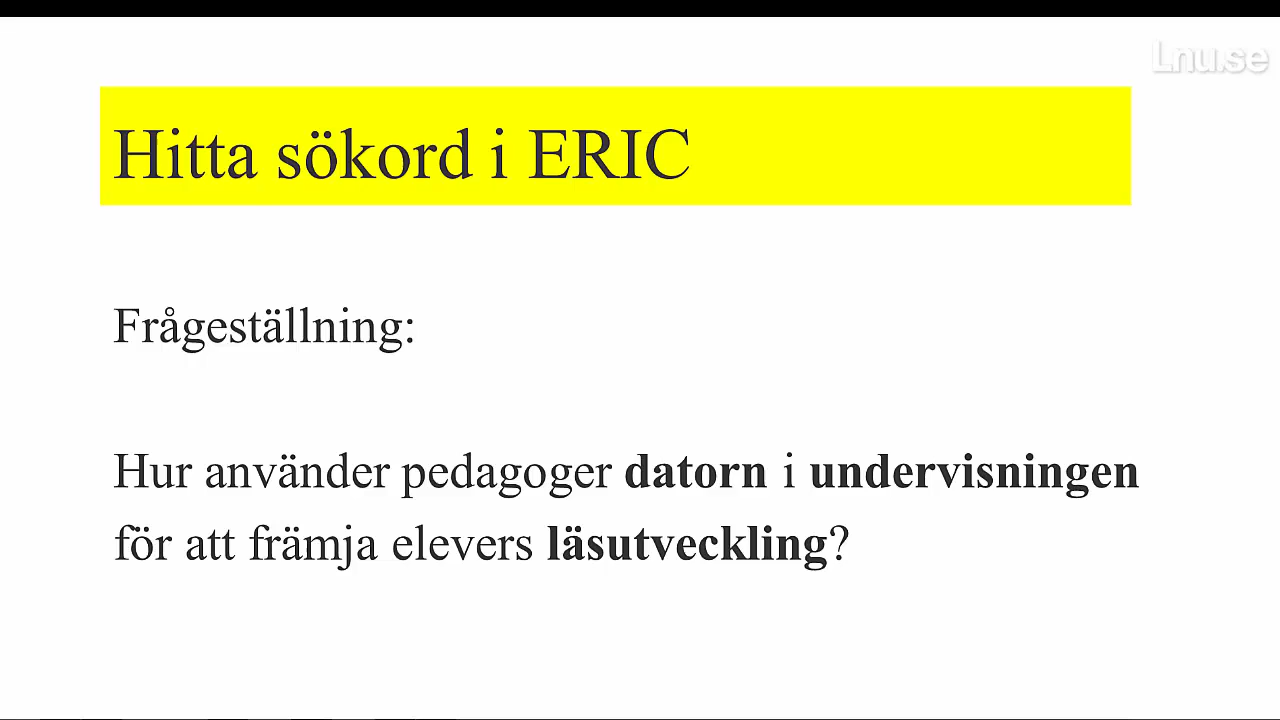 Lnu.se
Hitta sökord i ERIC
Frågeställning:
Hur använder pedagoger datorn i undervisningen
för att främja elevers läsutveckling?